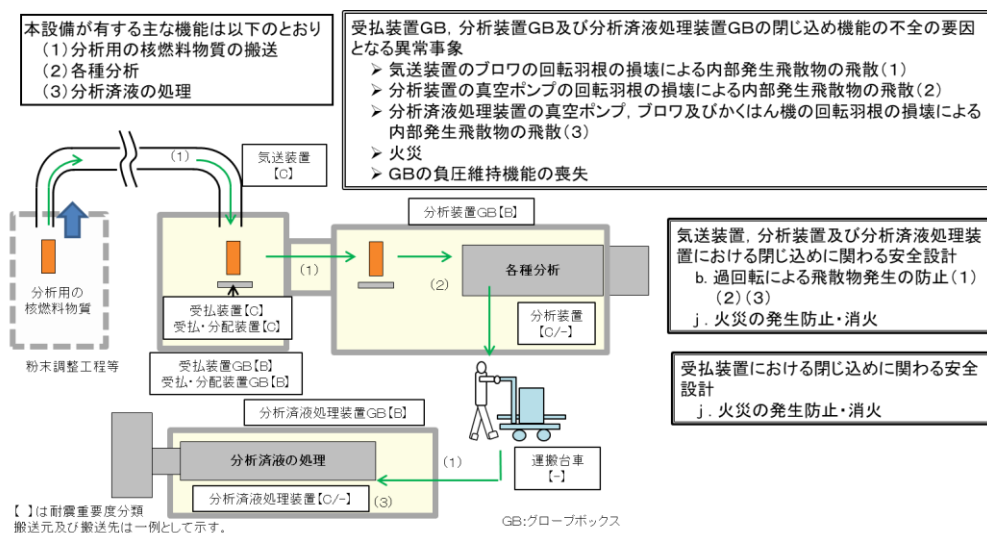 本設備が有する主な機能は以下のとおり
(1)分析用の核燃料物質の搬送
(2)各種分析
(3)分析済液の処理
受払装置GB，分析装置GB及び分析済液処理装置GBの閉じ込め機能の不全の要因
となる異常事象
➢ 気送装置のブロワの回転羽根の損壊による内部発生飛散物の飛散(1)
➢ 分析装置の真空ポンプの回転羽根の損壊による内部発生飛散物の飛散(2)
➢ 分析済液処理装置の真空ポンプ，ブロワ及びかくはん機の回転羽根の損壊による
内部発生飛散物の飛散(3)
➢ 火災
➢ GBの負圧維持機能の喪失
(1)
気送装置
【C】
分析用の
核燃料物質
粉末調整工程等
受払装置【C】
受払・分配装置【C】
受払装置GB【B】
受払・分配装置GB【B】
(1)
分析装置GB【B】
(2)
各種分析
分析装置
【C/-】
気送装置，分析装置及び分析済液処理装
置における閉じ込めに関わる安全設計
b. 過回転による飛散物発生の防止(1)
(2)(3)
j. 火災の発生防止・消火
受払装置における閉じ込めに関わる安全
設計
j. 火災の発生防止・消火
分析済液処理装置GB【B】
分析済液の処理
(1)
運搬台車
【-】
分析済液処理装置【C/-】
(3)
【 】は耐震重要度分類
搬送元及び搬送先は一例として示す。
GB:グローブボックス